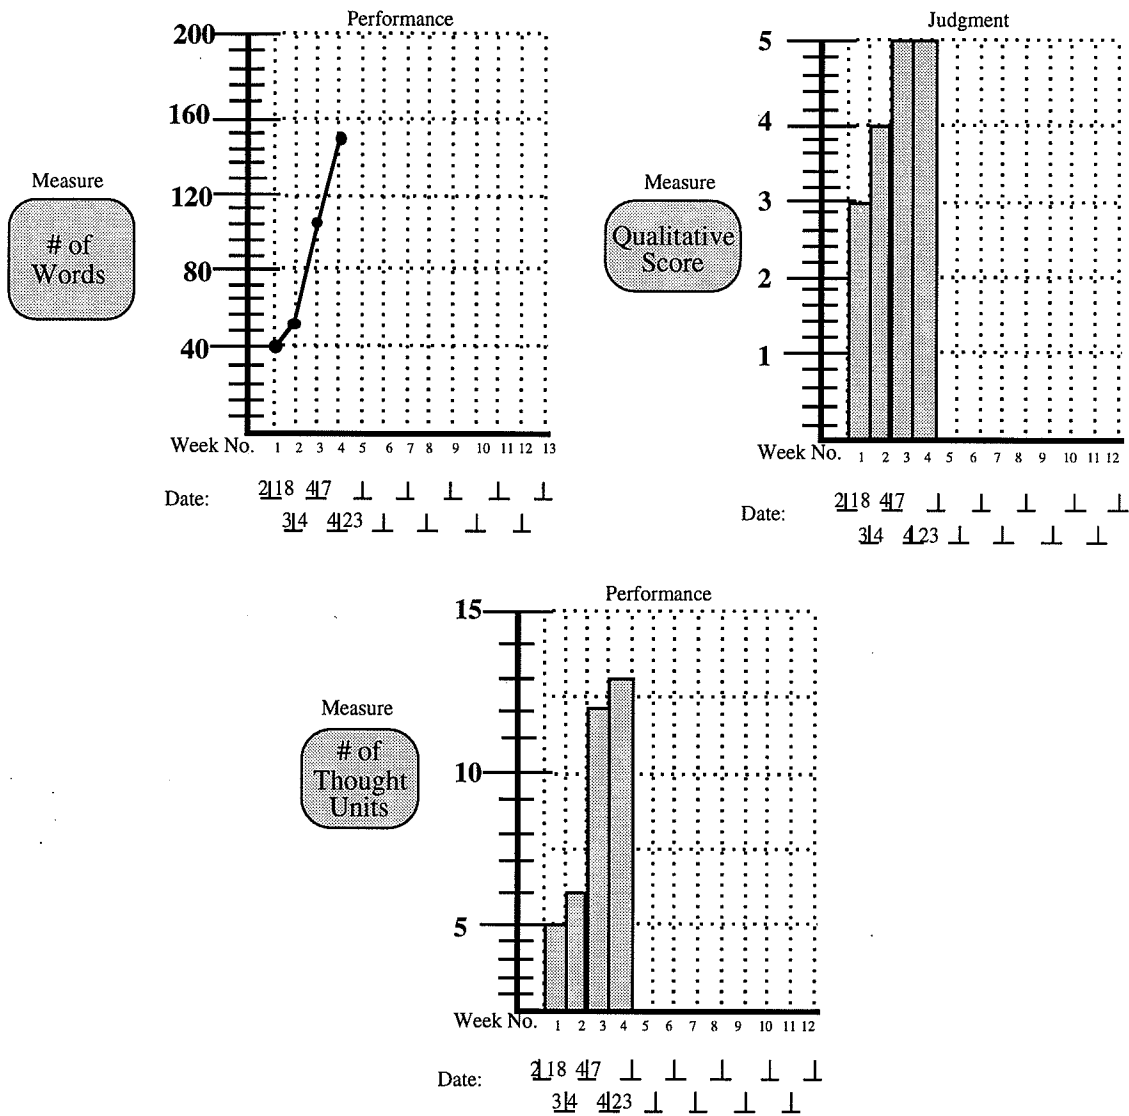 Performance
200
160
120
80
40
Measure
# of
Words
Week No. 1 2 3 4 5 6 7 8 9 10 11 12 13
Date: 2|18 4|7
3|4 4|23
Judgment
5
4
3
2
1
Measure
Qualitative
Score
Week No. 1 2 3 4 5 6 7 8 9 10 11 12
Date: 2|18 4|7
3|4 4|23
Performance
15
10
5
Measure
# of
Thought
Units
Week No. 1 2 3 4 5 6 7 8 9 10 11 12
Date: 2|18 4|7
3|4 4|23